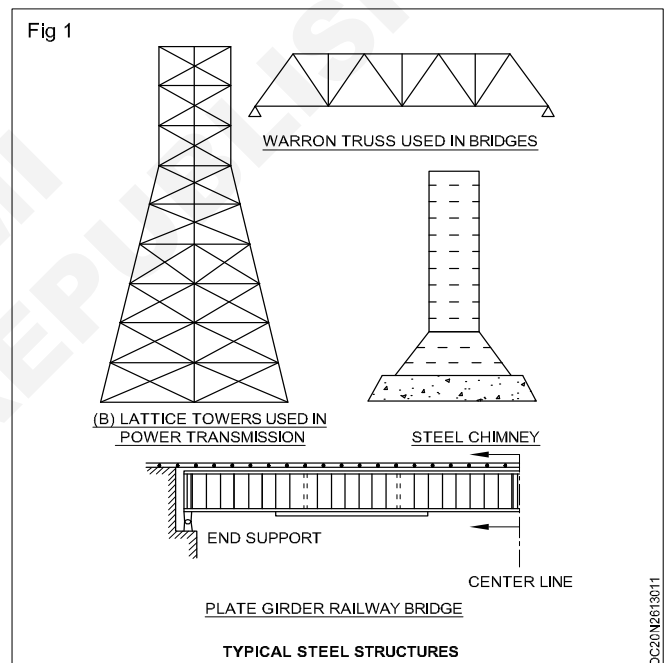 Fig 1
WARRON TRUSS USED IN BRIDGES
(B) LATTICE TOWERS USED IN
POWER TRANSMISSION
STEEL CHIMNEY
END SUPPORT
CENTER LINE
PLATE GIRDER RAILWAY BRIDGE
TYPICAL STEEL STRUCTURES